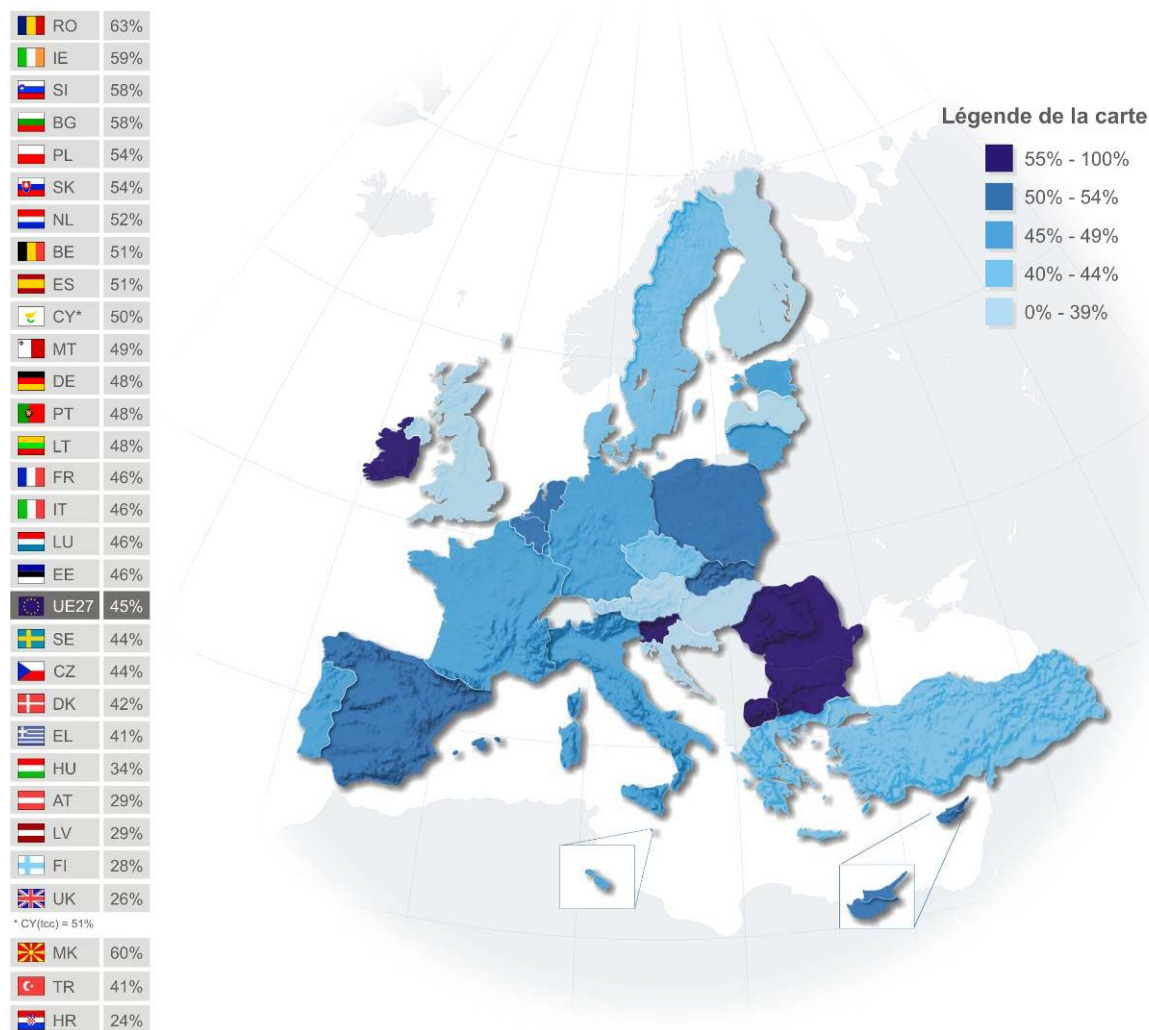 RO 63%
IE 59%
SI 58%
BG 58%
PL 54%
SK 54%
NL 52%
BE 51%
ES 51%
CY* 50%
MT 49%
DE 48%
PT 48%
LT 48%
FR 46%
IT 46%
LU 46%
EE 46%
UE27 45%
SE 44%
CZ 44%
DK 42%
EL 41%
HU 34%
AT 29%
LV 29%
FI 28%
UK 26%
* CY(tcc) = 51%
MK 60%
TR 41%
HR 24%
Légende de la carte
55% - 100%
50% - 54%
45% - 49%
40% - 44%
0% - 39%